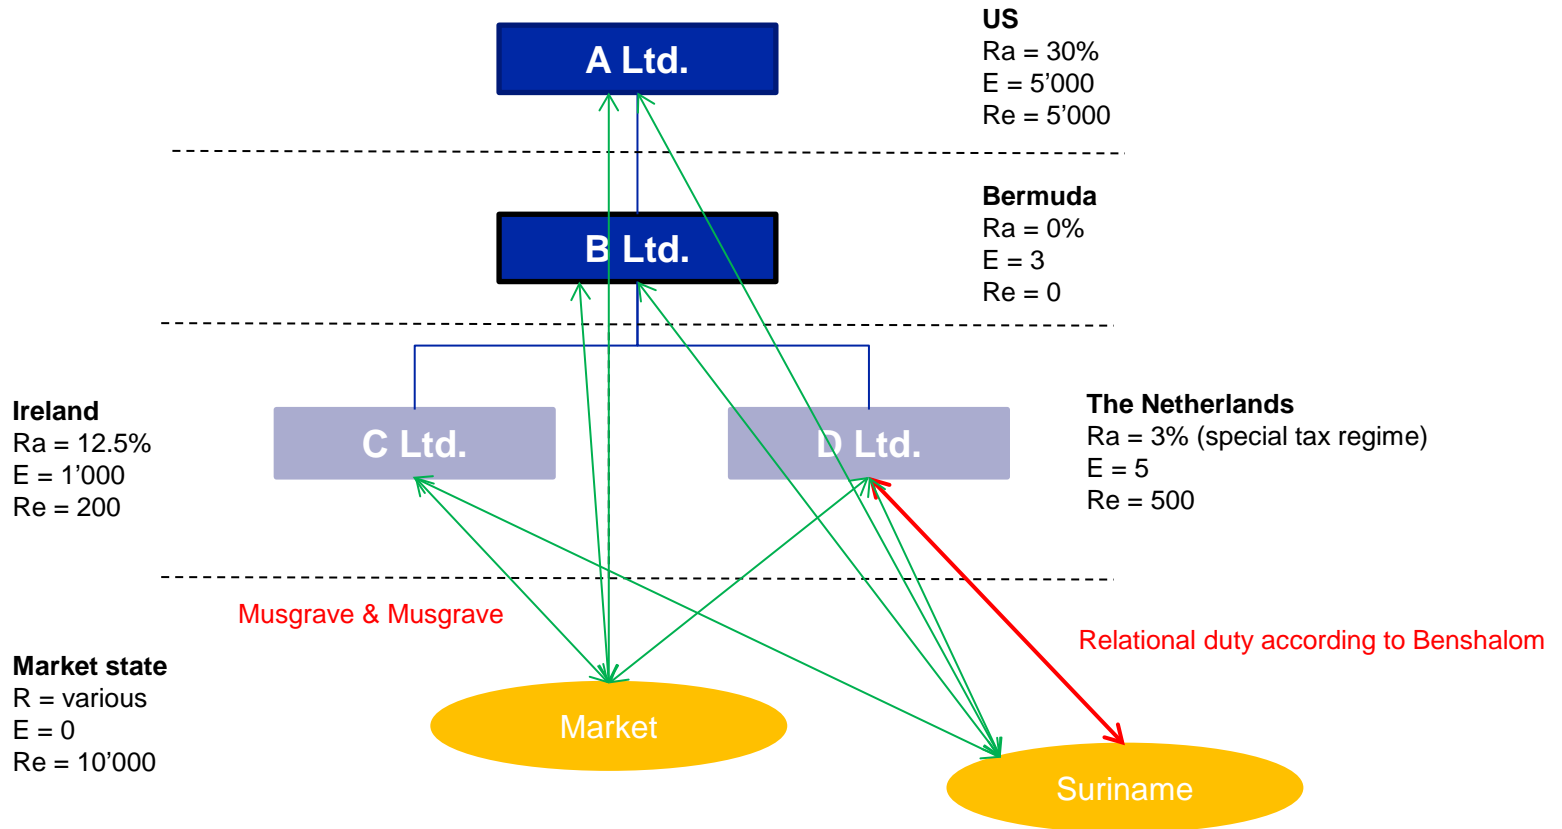 US
Ra = 30%
E = 5’000
Re = 5’000
A Ltd.
Bermuda
Ra = 0%
E = 3
Re = 0
B Ltd.
Ireland
Ra = 12.5%
E = 1’000
Re = 200
C Ltd.
D Ltd.
The Netherlands
Ra = 3% (special tax regime)
E = 5
Re = 500
Musgrave & Musgrave
Relational duty according to Benshalom
Market state
R = various
E = 0
Re = 10’000
Market
Suriname